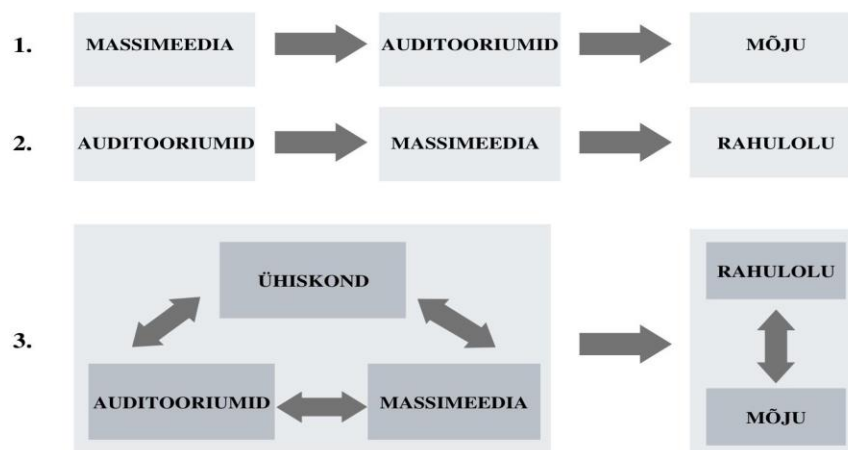 1. MASSIMEEDIA AUDITOORIUMID MÕJU
2. AUDITOORIUMID MASSIMEEDIA RAHULOLU
ÜHISKOND RAHULOLU
3.
AUDITOORIUMID MASSIMEEDIA MÕJU